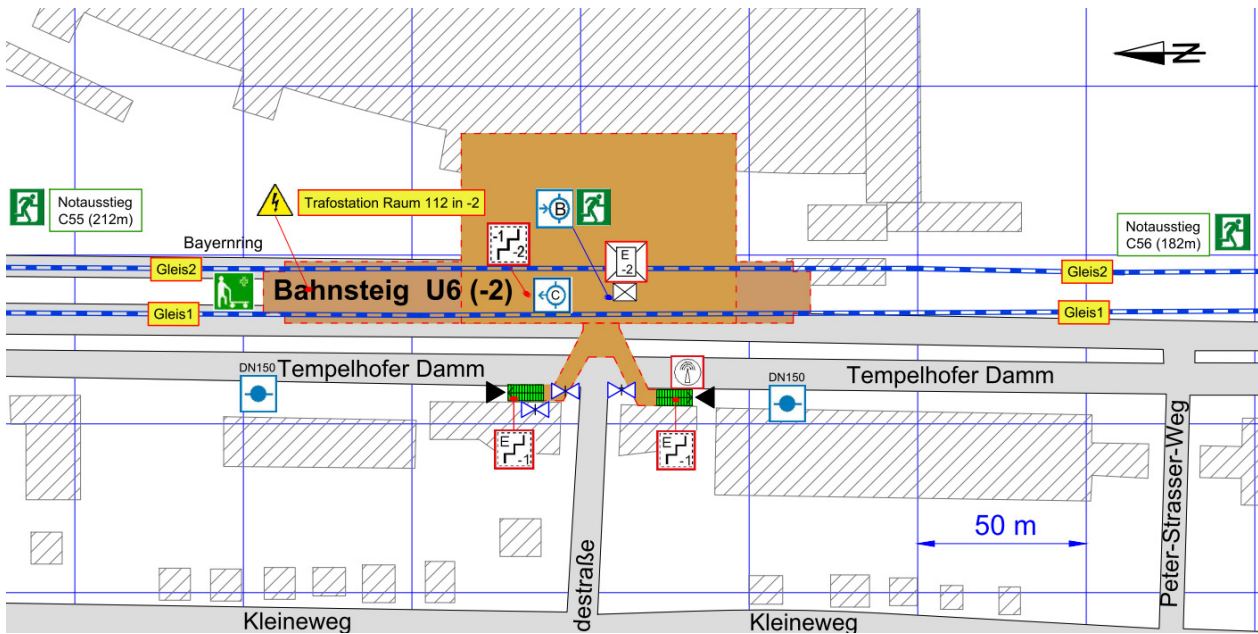 N
Notausstieg
C55 (212m)
Trafostation Raum 112 in -2
B
Notausstieg
C56 (182m)
Bayernring
-1
-2
E
-2
Gleis2
Gleis2
Bahnsteig U6 (-2)
C
Gleis1
Gleis1
DN150
Tempelhofer Damm
DN150
Tempelhofer Damm
E
-1
E
-1
50 m
Peter-Strasser-Weg
destraße
Kleineweg
Kleineweg